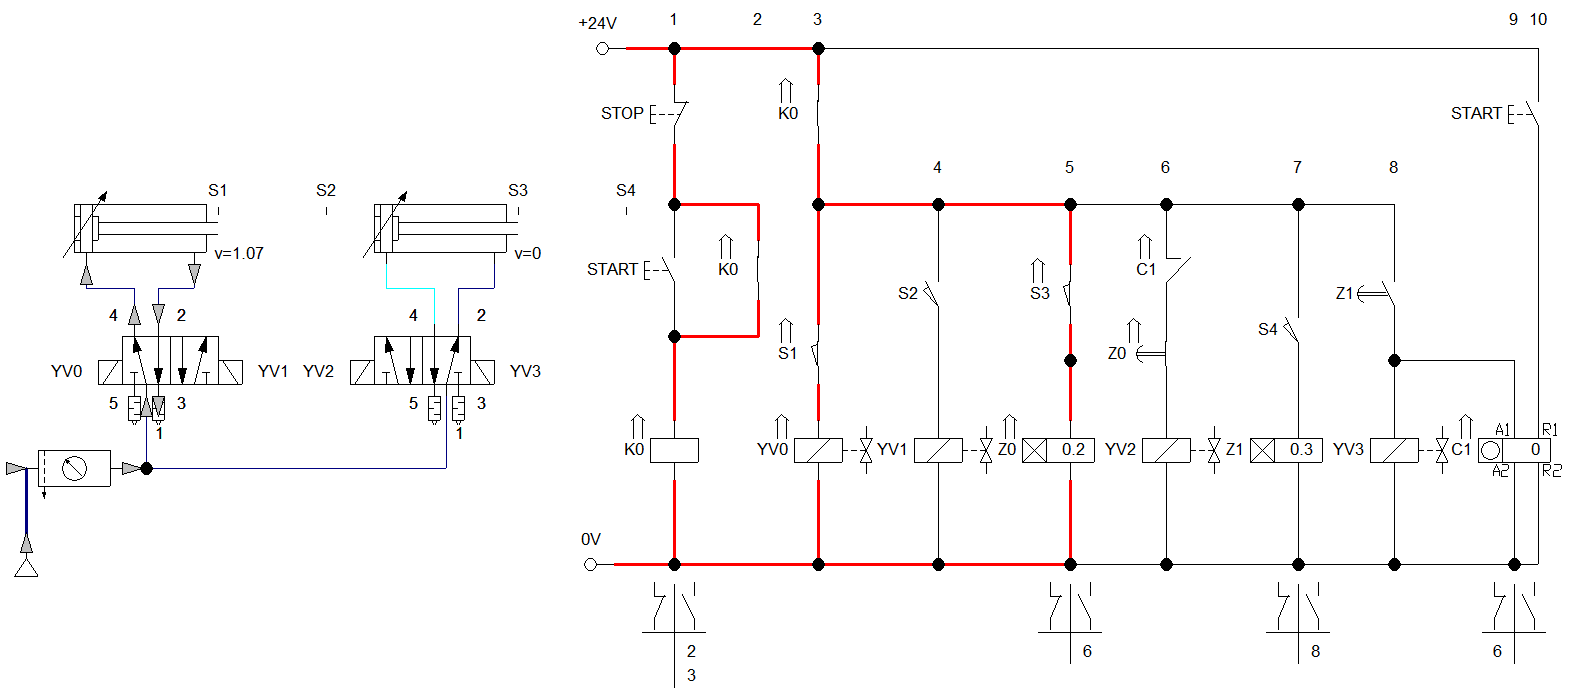 +24V 1 2 3 9 10
STOP K0 START
4 5 6 7 8
S1 S2 S3 S4
v=1.07 v=0
START K0 C1
S2 S3 Z1
4 2 4 2
S4
S1 Z0
YV0 YV1 YV2 YV3
5 3 5 3
1 1
A1 R1
K0 YV0 YV1 Z0 0.2 YV2 Z1 0.3 YV3 C1 0
A2 R2
0V
2 6 8 6
3